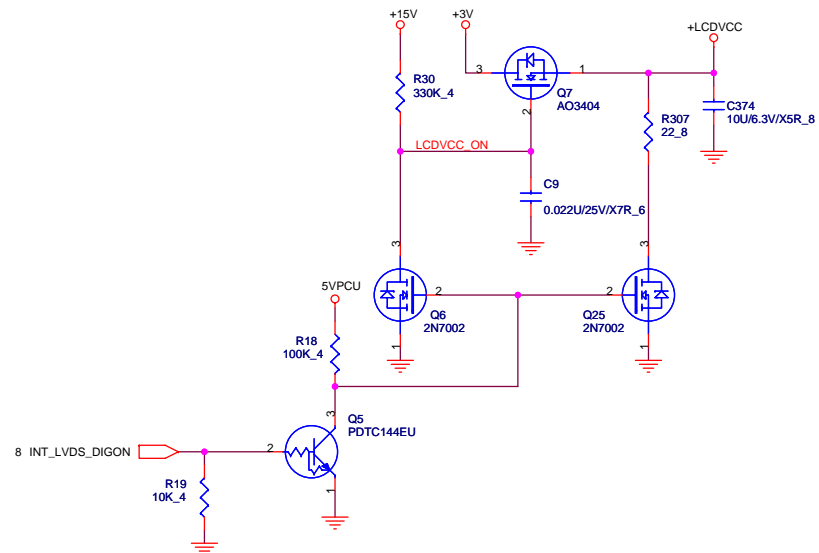 +15V
+3V
+LCDVCC
3
1
R30
330K_4
Q7
AO3404
C374
10U/6.3V/X5R_8
R307
22_8
2
LCDVCC_ON
C9
0.022U/25V/X7R_6
3
3
5VPCU
2
2
Q6
2N7002
Q25
2N7002
R18
100K_4
1
1
3
Q5
PDTC144EU
8 INT_LVDS_DIGON
2
R19
10K_4
1